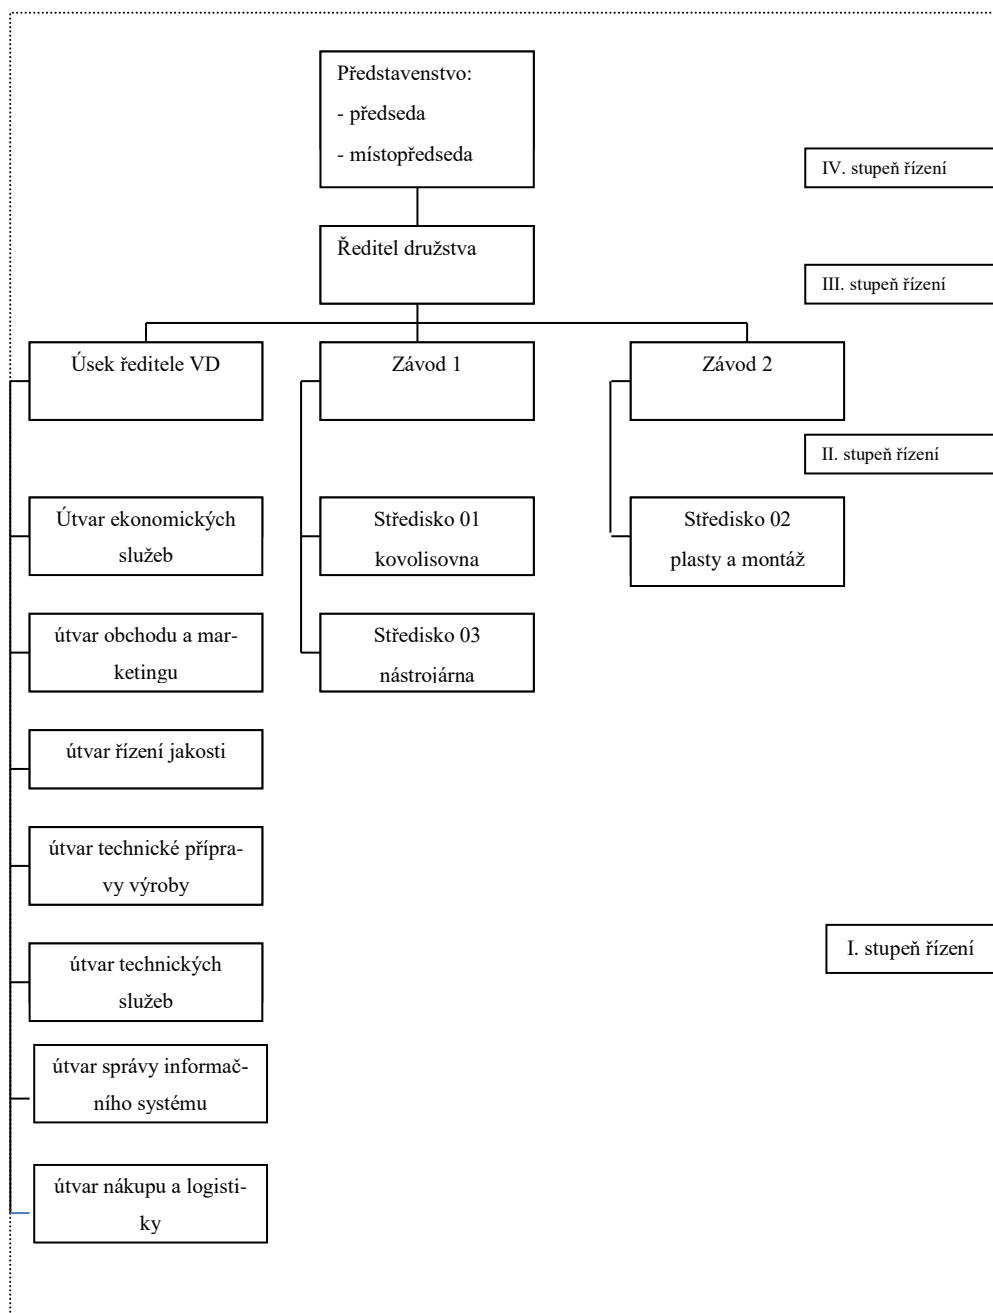 Představenstvo:
- předseda
- místopředseda
IV. stupeň řízení
Ředitel družstva
III. stupeň řízení
Úsek ředitele VD
Závod 1
Závod 2
II. stupeň řízení
Útvar ekonomických
služeb
Středisko 01
kovolisovna
Středisko 02
plasty a montáž
útvar obchodu a mar-
ketingu
Středisko 03
nástrojárna
útvar řízení jakosti
útvar technické přípra-
vy výroby
útvar technických
služeb
I. stupeň řízení
útvar správy informač-
ního systému
útvar nákupu a logisti-
ky